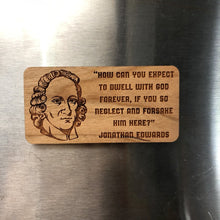 "HOW CAN YOU EXPECT
TO DWELL WITH GOD
FOREVER, IF YOU SO
NEGLECT AND FORSAKE
HIM HERE?"
JONATHAN EDWARDS